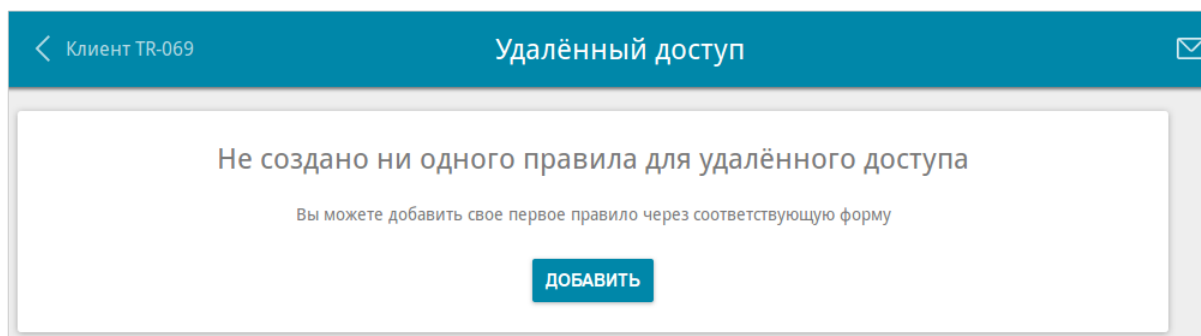 Клиент TR-069
Удалённый доступ
Не создано ни одного правила для удалённого доступа
Вы можете добавить свое первое правило через соответствующую форму
ДОБАВИТЬ